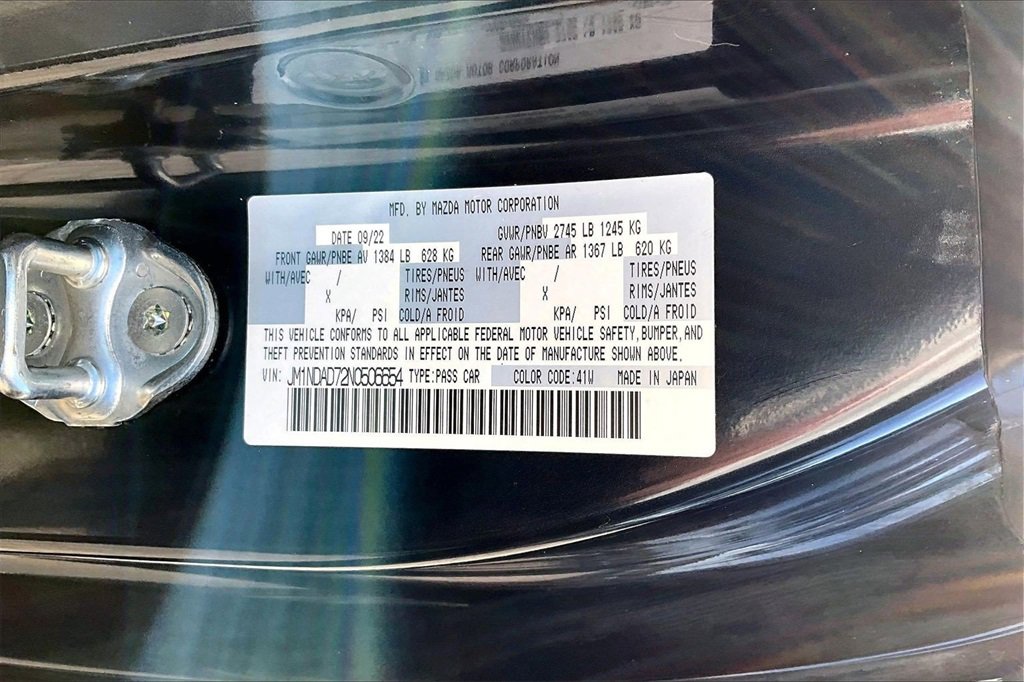 MFD. BY MAZDA MOTOR CORPORATION
DATE 09/22 GVWR/PNBV 2745 LB 1245 KG
FRONT GAWR/PNBE AV 1384 LB 628 KG REAR GAWR/PNBE AR 1367 LB 620 KG
WITH/AVEC / TIRES/PNEUS WITH/AVEC / TIRES/PNEUS
X RIMS/JANTES X RIMS/JANTES
KPA/ PSI COLD/A FROID KPA/ PSI COLD/A FROID
THIS VEHICLE CONFORMS TO ALL APPLICABLE FEDERAL MOTOR VEHICLE SAFETY,BUMPER,AND
THEFT PREVENTION STANDARDS IN EFFECT ON THE DATE OF MANUFACTURE SHOWN ABOVE.
VIN: JM1NDAD72N0506654 TYPE:PASS CAR COLOR CODE:41W MADE IN JAPAN